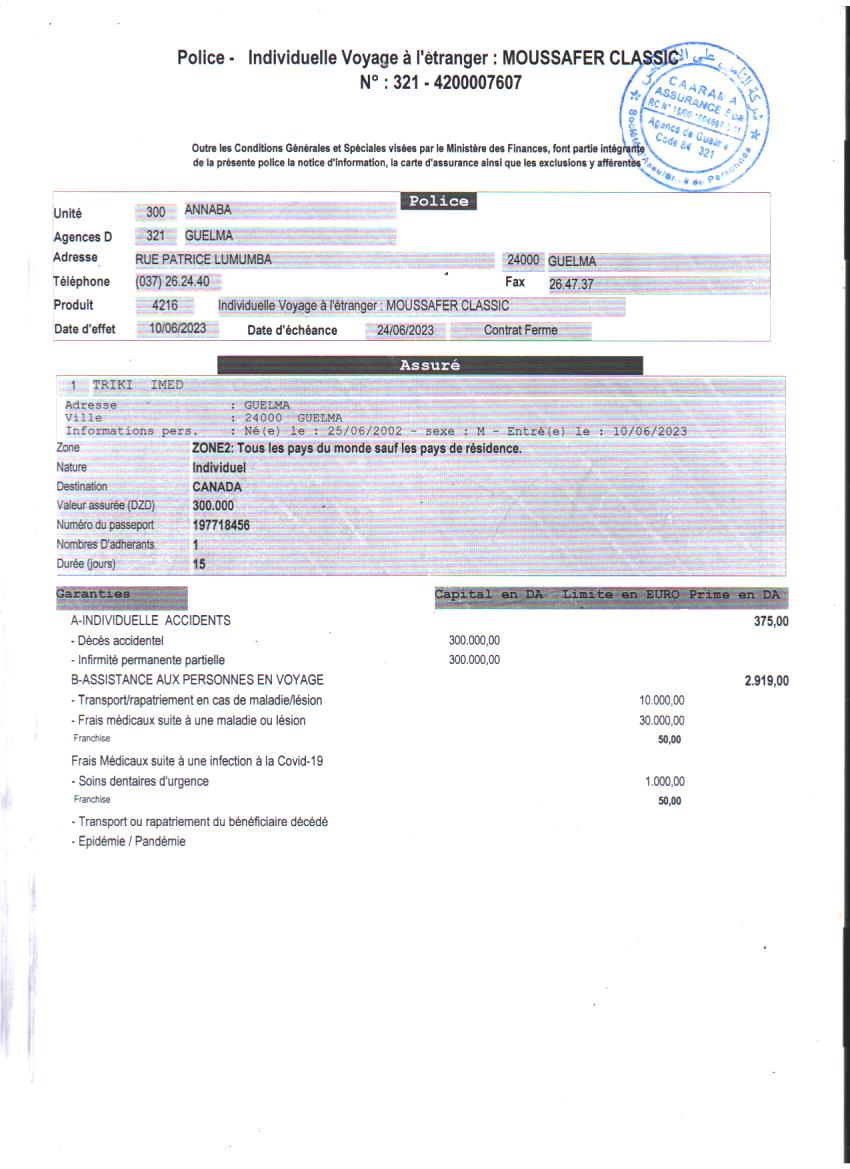 Police - Individuelle Voyage à l'étranger : MOUSSAFER CLASSIC
N° : 321 - 4200007607
CAARAMA
ASSURANCE Spa
Agence de Guelma
Code 84 321
Outre les Conditions Générales et Spéciales visées par le Ministère des Finances, font partie intégrante
de la présente police la notice d'information, la carte d'assurance ainsi que les exclusions y afférentes
Police
Unité 300 ANNABA
Agences D 321 GUELMA
Adresse RUE PATRICE LUMUMBA 24000 GUELMA
Téléphone (037) 26.24.40 Fax 26.47.37
Produit 4216 Individuelle Voyage à l'étranger : MOUSSAFER CLASSIC
Date d'effet 10/06/2023 Date d'échéance 24/06/2023 Contrat Ferme
Assuré
1 TRIKI IMED
Adresse : GUELMA
Ville : 24000 GUELMA
Informations pers. : Né(e) le : 25/06/2002 - sexe : M - Entré(e) le : 10/06/2023
Zone ZONE2: Tous les pays du monde sauf les pays de résidence.
Nature Individuel
Destination CANADA
Valeur assurée (DZD) 300.000
Numéro du passeport 197718456
Nombres D'adherants 1
Durée (jours) 15
Garanties Capital en DA Limite en EURO Prime en DA
A-INDIVIDUELLE ACCIDENTS 375,00
- Décès accidentel 300.000,00
- Infirmité permanente partielle 300.000,00
B-ASSISTANCE AUX PERSONNES EN VOYAGE 2.919,00
- Transport/rapatriement en cas de maladie/lésion 10.000,00
- Frais médicaux suite à une maladie ou lésion 30.000,00
Franchise 50,00
Frais Médicaux suite à une infection à la Covid-19
- Soins dentaires d'urgence 1.000,00
Franchise 50,00
- Transport ou rapatriement du bénéficiaire décédé
- Epidémie / Pandémie